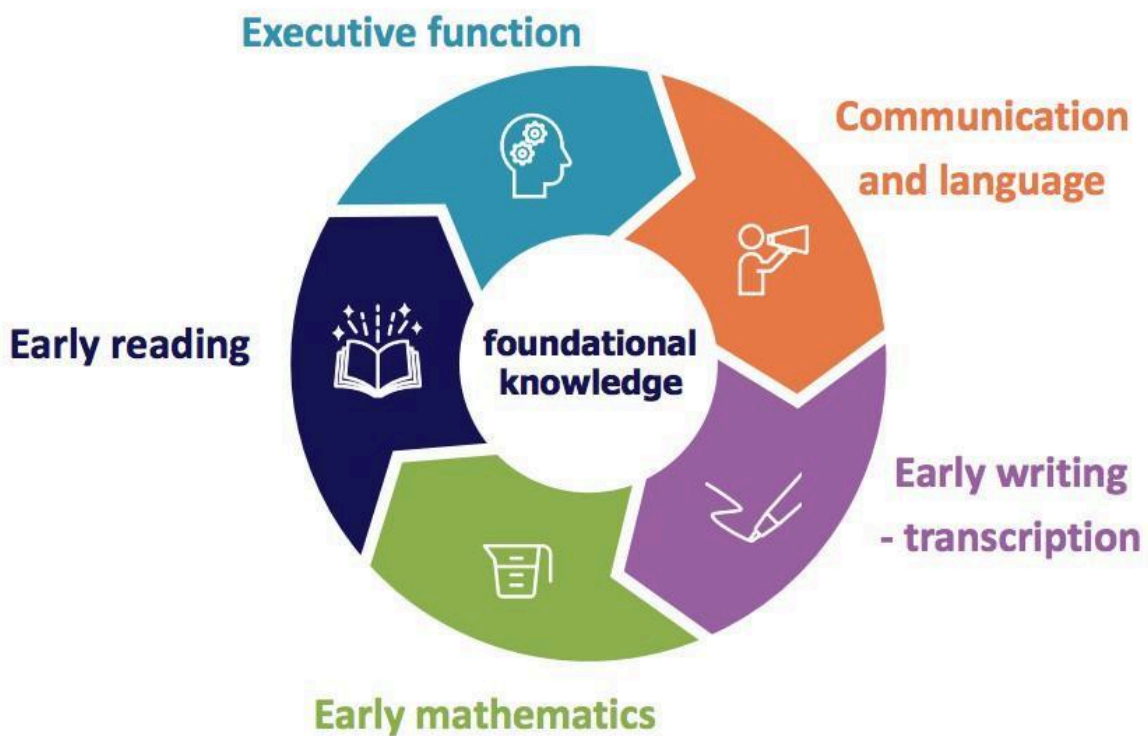 Executive function
Communication
and language
Early reading
foundational
knowledge
Early writing
- transcription
Early mathematics